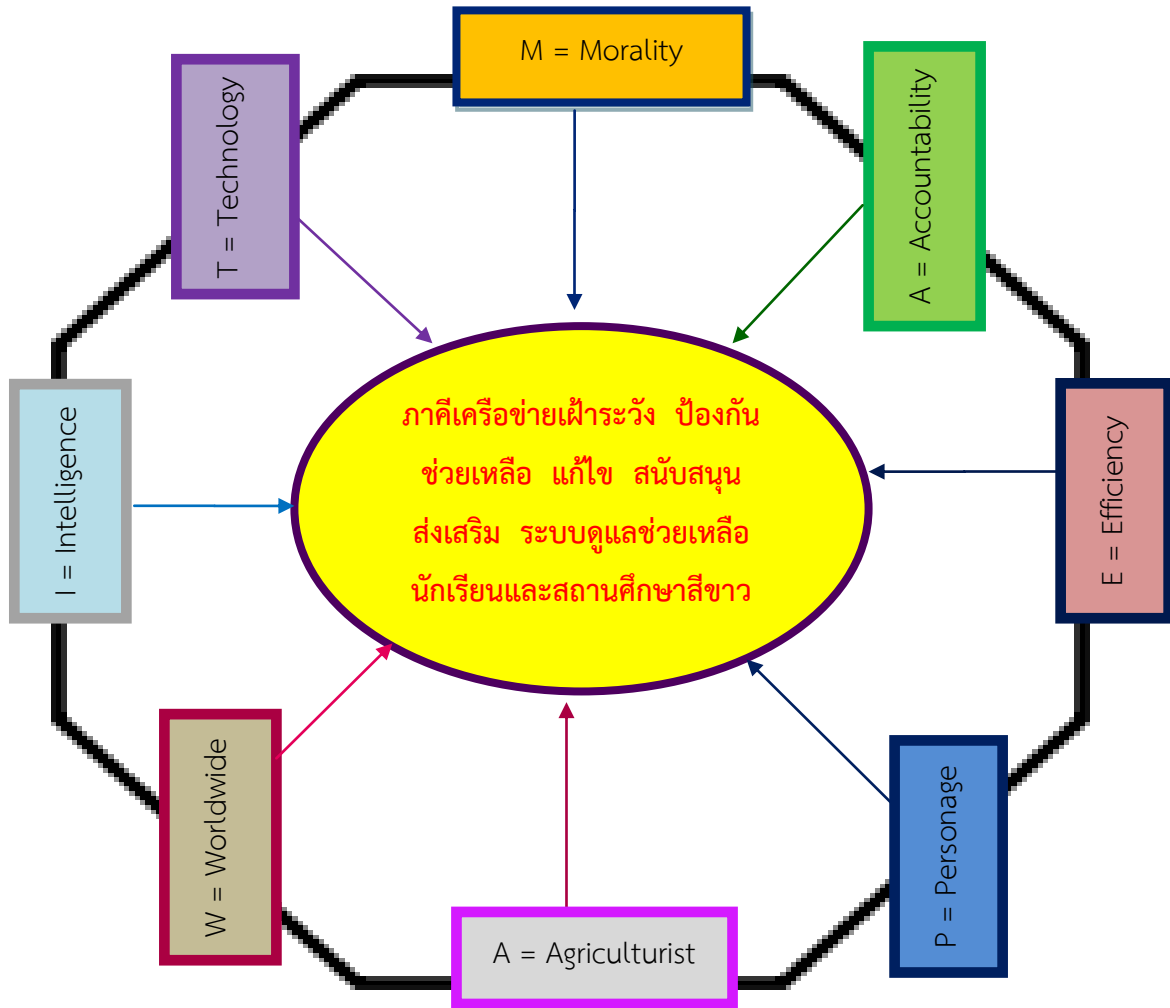 M = Morality
A = Accountability
E = Efficiency
P = Personage
A = Agriculturist
W = Worldwide
I = Intelligence
T = Technology
ภาคีเครือข่ายเฝ้าระวัง ป้องกัน
ช่วยเหลือ แก้ไข สนับสนุน
ส่งเสริม ระบบดูแลช่วยเหลือ
นักเรียนและสถานศึกษาสีขาว